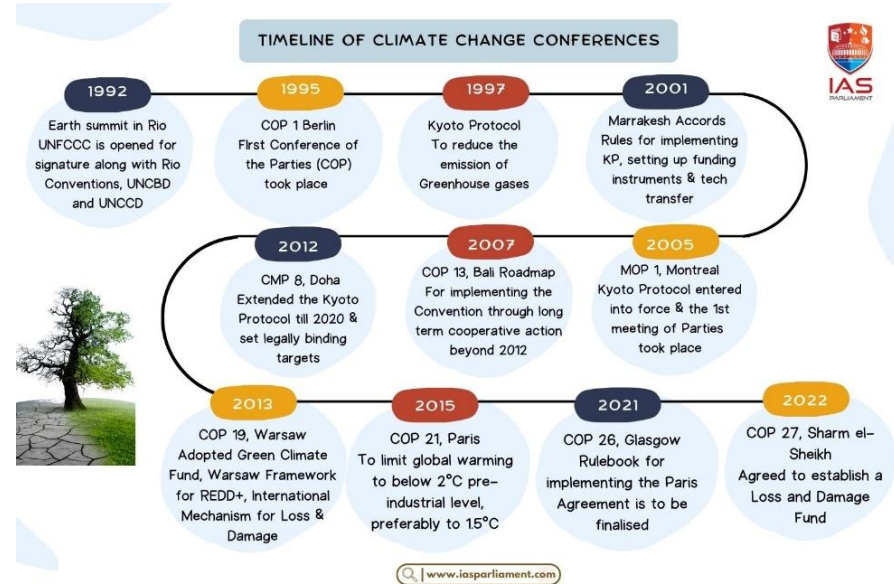 TIMELINE OF CLIMATE CHANGE CONFERENCES
IAS
PARLIAMENT
1992
Earth summit in Rio
UNFCCC is opened for
signature along with Rio
Conventions, UNCBD
and UNCCD
1995
COP 1 Berlin
FIrst Conference of
the Parties (COP)
took place
1997
Kyoto Protocol
To reduce the
emission of
Greenhouse gases
2001
Marrakesh Accords
Rules for implementing
KP, setting up funding
instruments & tech
transfer
2005
MOP 1, Montreal
Kyoto Protocol entered
into force & the 1st
meeting of Parties
took place
2007
COP 13, Bali Roadmap
For implementing the
Convention through long
term cooperative action
beyond 2012
2012
CMP 8, Doha
Extended the Kyoto
Protocol till 2020 &
set legally binding
targets
2013
COP 19, Warsaw
Adopted Green Climate
Fund, Warsaw Framework
for REDD+, International
Mechanism for Loss &
Damage
2015
COP 21, Paris
To limit global warming
to below 2°C pre-
industrial level,
preferably to 1.5°C
2021
COP 26, Glasgow
Rulebook for
implementing the Paris
Agreement is to be
finalised
2022
COP 27, Sharm el-
Sheikh
Agreed to establish a
Loss and Damage
Fund
www.iasparliament.com